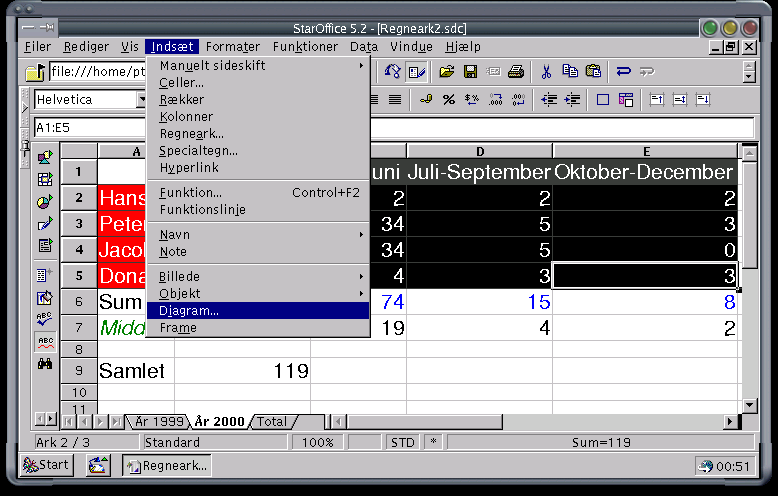 StarOffice 5.2 - [Regneark2.sdc]
Filer Rediger Vis Indsæt Formater Funktioner Data Vindue Hjælp
file:///home/pt
Helvetica
A1:E5
Manuelt sideskift
Celler...
Rækker
Kolonner
Regneark...
Specialtegn...
Hyperlink
Funktion... Control+F2
Funktionslinje
Navn
Note
Billede
Objekt
Diagram...
Frame
A D E
1 uni Juli-September Oktober-December
2 Hans 2 2 2
3 Peter 34 5 3
4 Jacol 34 5 0
5 Dona 4 3 3
6 Sum 74 15 8
7 Midd 19 4 2
8
9 Samlet 119
10
11
År 1999 År 2000 Total
Ark 2 / 3 Standard 100% STD * Sum=119
Start Regneark... 00:51